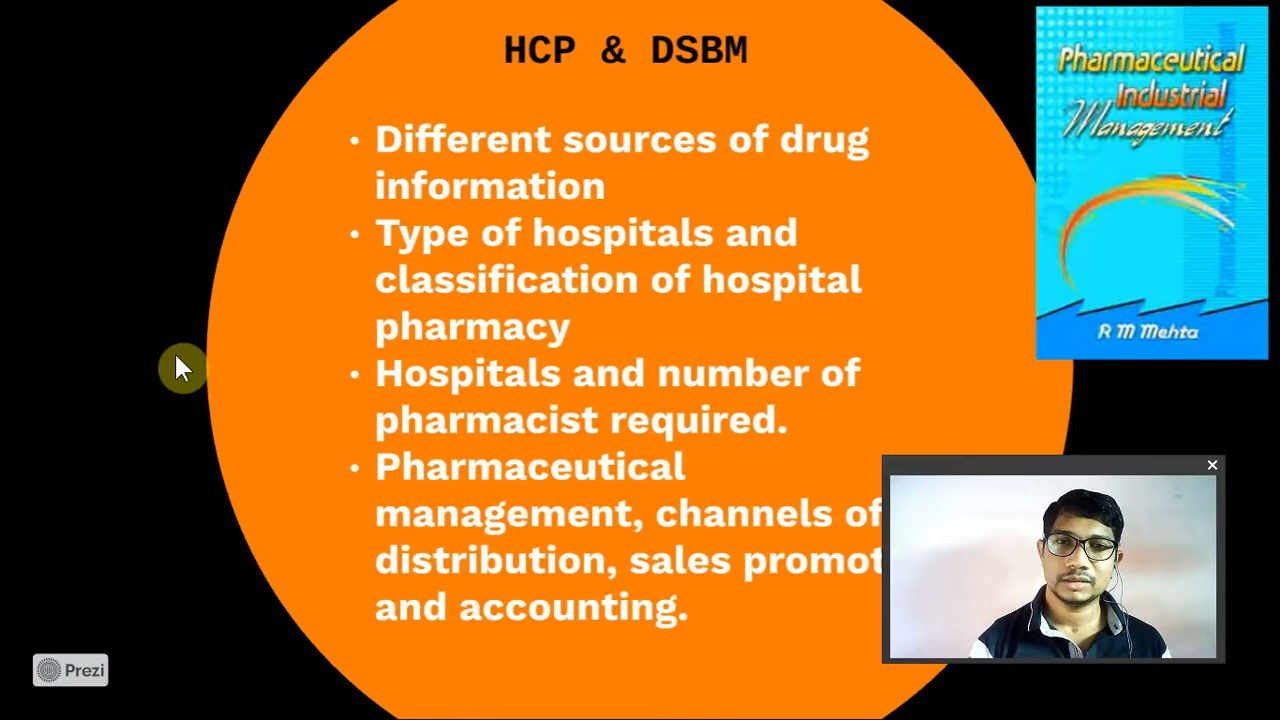 HCP & DSBM
• Different sources of drug
information
• Type of hospitals and
classification of hospital
pharmacy
• Hospitals and number of
pharmacist required.
• Pharmaceutical
management, channels of
distribution, sales promot
and accounting.
Pharmaceutical
Industrial
Management
R M Mehta
Prezi